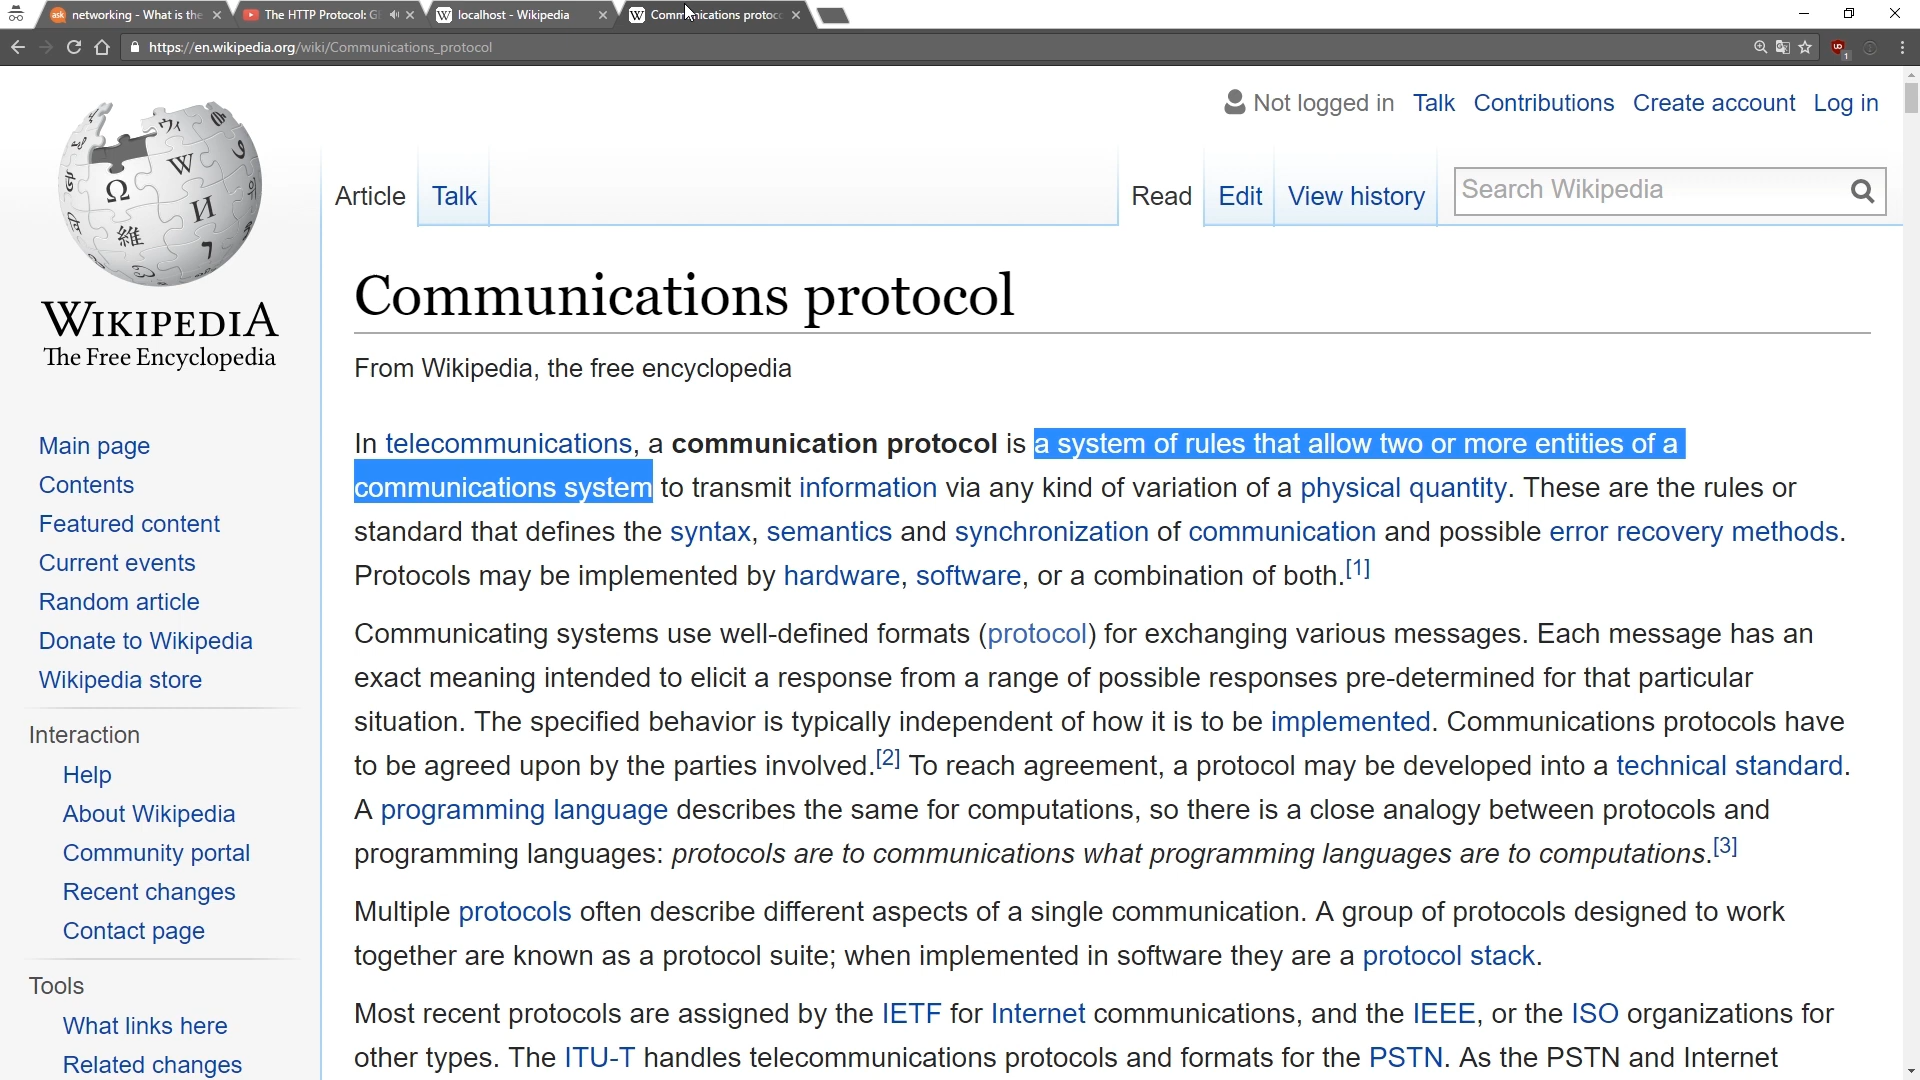 networking - What is the
The HTTP Protocol: G
localhost - Wikipedia
Communications protoc
https://en.wikipedia.org/wiki/Communications_protocol
Not logged in Talk Contributions Create account Log in
Article Talk Read Edit View history Search Wikipedia
WIKIPEDIA
The Free Encyclopedia
Communications protocol
From Wikipedia, the free encyclopedia
In telecommunications, a communication protocol is a system of rules that allow two or more entities of a
communications system to transmit information via any kind of variation of a physical quantity. These are the rules or
standard that defines the syntax, semantics and synchronization of communication and possible error recovery methods.
Protocols may be implemented by hardware, software, or a combination of both.[1]
Communicating systems use well-defined formats (protocol) for exchanging various messages. Each message has an
exact meaning intended to elicit a response from a range of possible responses pre-determined for that particular
situation. The specified behavior is typically independent of how it is to be implemented. Communications protocols have
to be agreed upon by the parties involved.[2] To reach agreement, a protocol may be developed into a technical standard.
A programming language describes the same for computations, so there is a close analogy between protocols and
programming languages: protocols are to communications what programming languages are to computations.[3]
Multiple protocols often describe different aspects of a single communication. A group of protocols designed to work
together are known as a protocol suite; when implemented in software they are a protocol stack.
Most recent protocols are assigned by the IETF for Internet communications, and the IEEE, or the ISO organizations for
other types. The ITU-T handles telecommunications protocols and formats for the PSTN. As the PSTN and Internet
Main page
Contents
Featured content
Current events
Random article
Donate to Wikipedia
Wikipedia store
Interaction
Help
About Wikipedia
Community portal
Recent changes
Contact page
Tools
What links here
Related changes